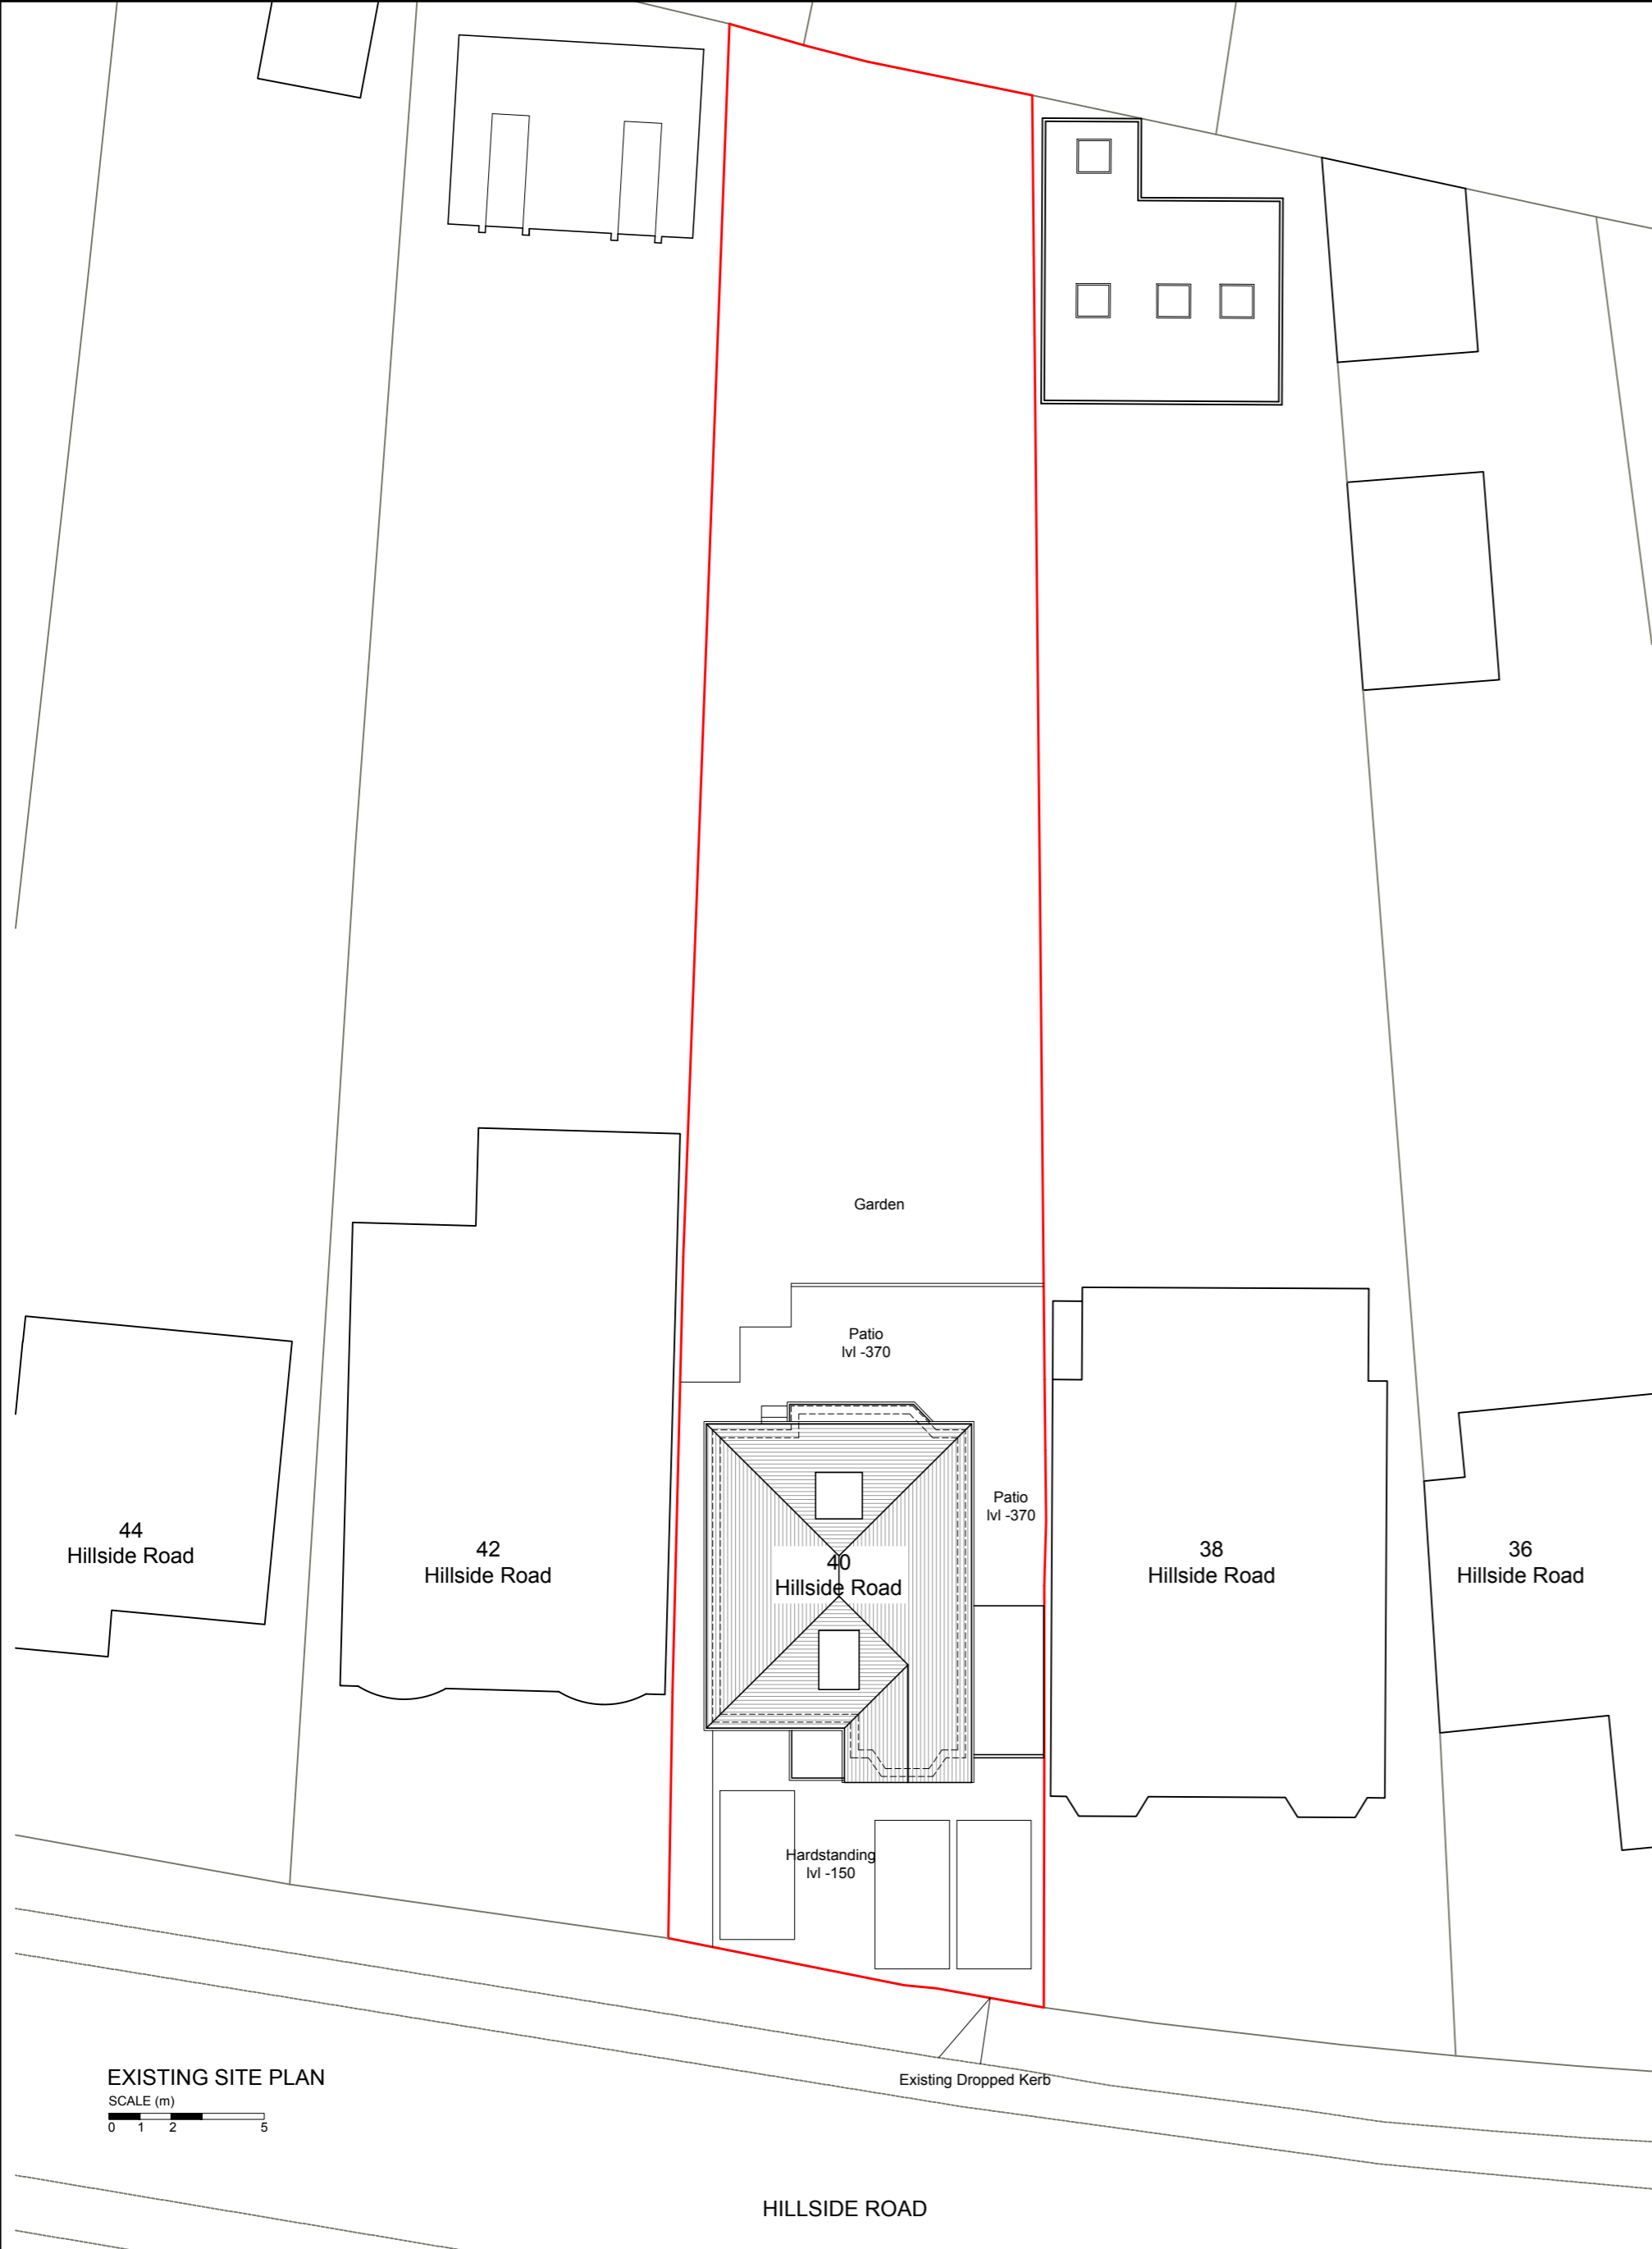 Garden
Patio
lvl -370
Patio
lvl -370
44
Hillside Road
42
Hillside Road
40
Hillside Road
38
Hillside Road
36
Hillside Road
Hardstanding
lvl -150
Existing Dropped Kerb
EXISTING SITE PLAN
SCALE (m)
0 1 2 5
HILLSIDE ROAD